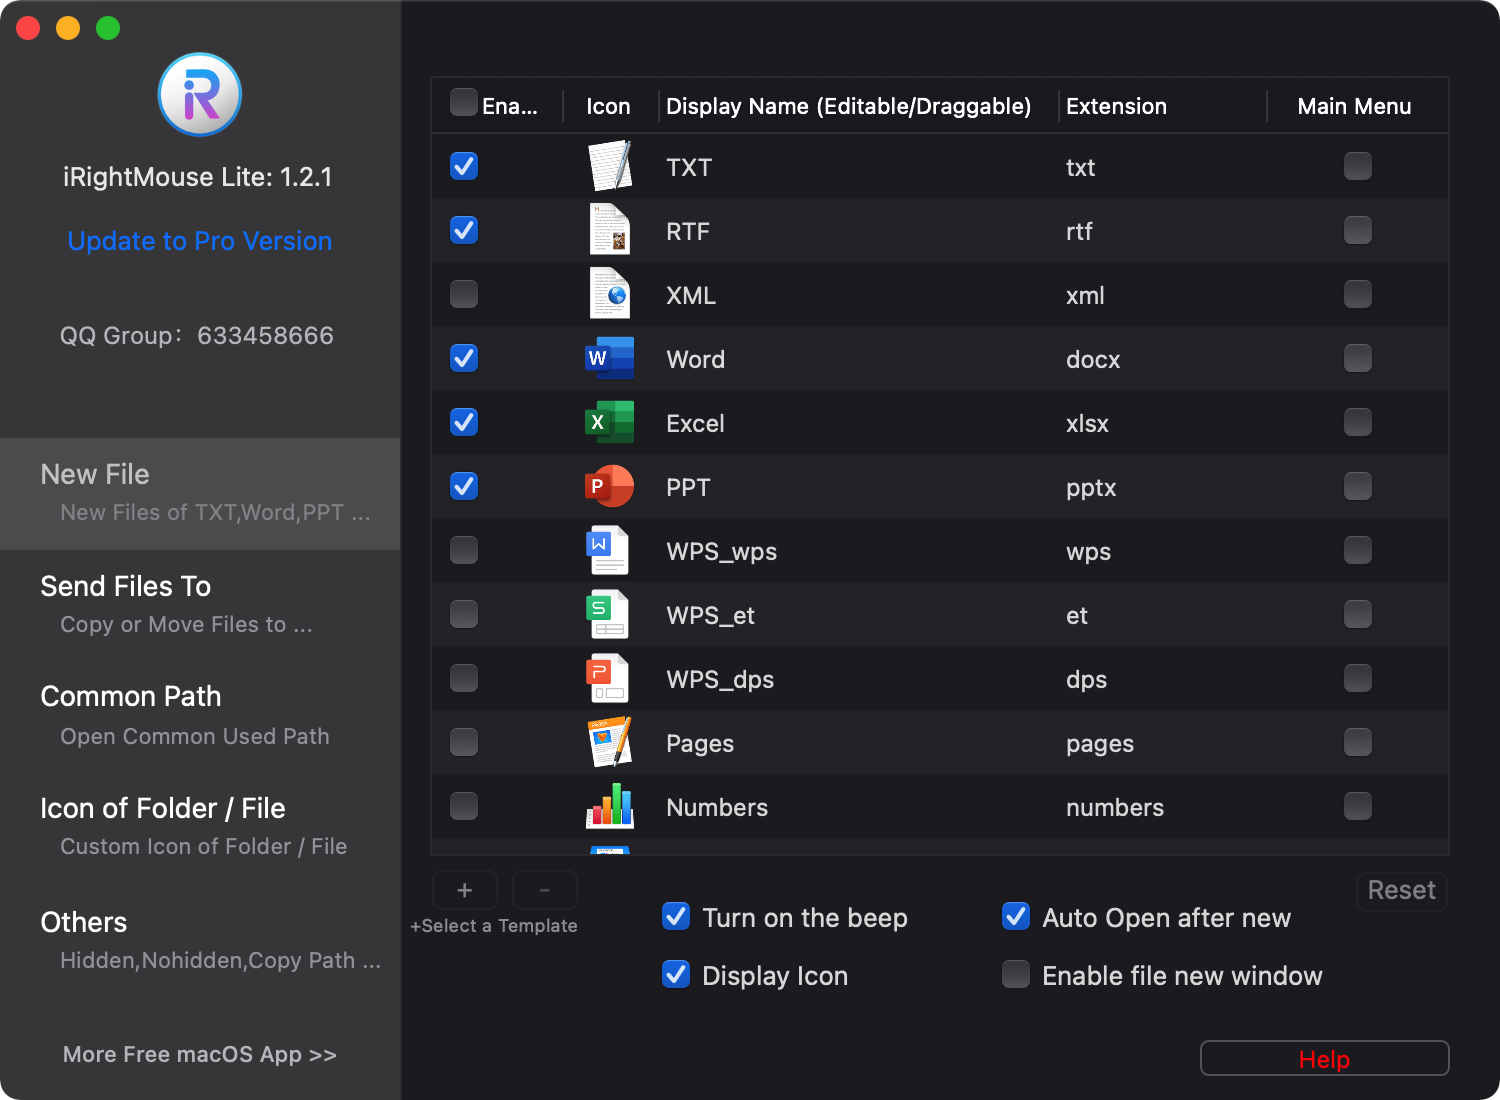 iRightMouse Lite: 1.2.1
Update to Pro Version
QQ Group：633458666
New File
New Files of TXT,Word,PPT ...
Send Files To
Copy or Move Files to ...
Common Path
Open Common Used Path
Icon of Folder / File
Custom Icon of Folder / File
Others
Hidden,Nohidden,Copy Path ...
More Free macOS App >>
Ena... Icon Display Name (Editable/Draggable) Extension Main Menu
TXT txt
RTF rtf
XML xml
Word docx
Excel xlsx
PPT pptx
WPS_wps wps
WPS_et et
WPS_dps dps
Pages pages
Numbers numbers
+ -
+Select a Template
Reset
Turn on the beep Auto Open after new
Display Icon Enable file new window
Help